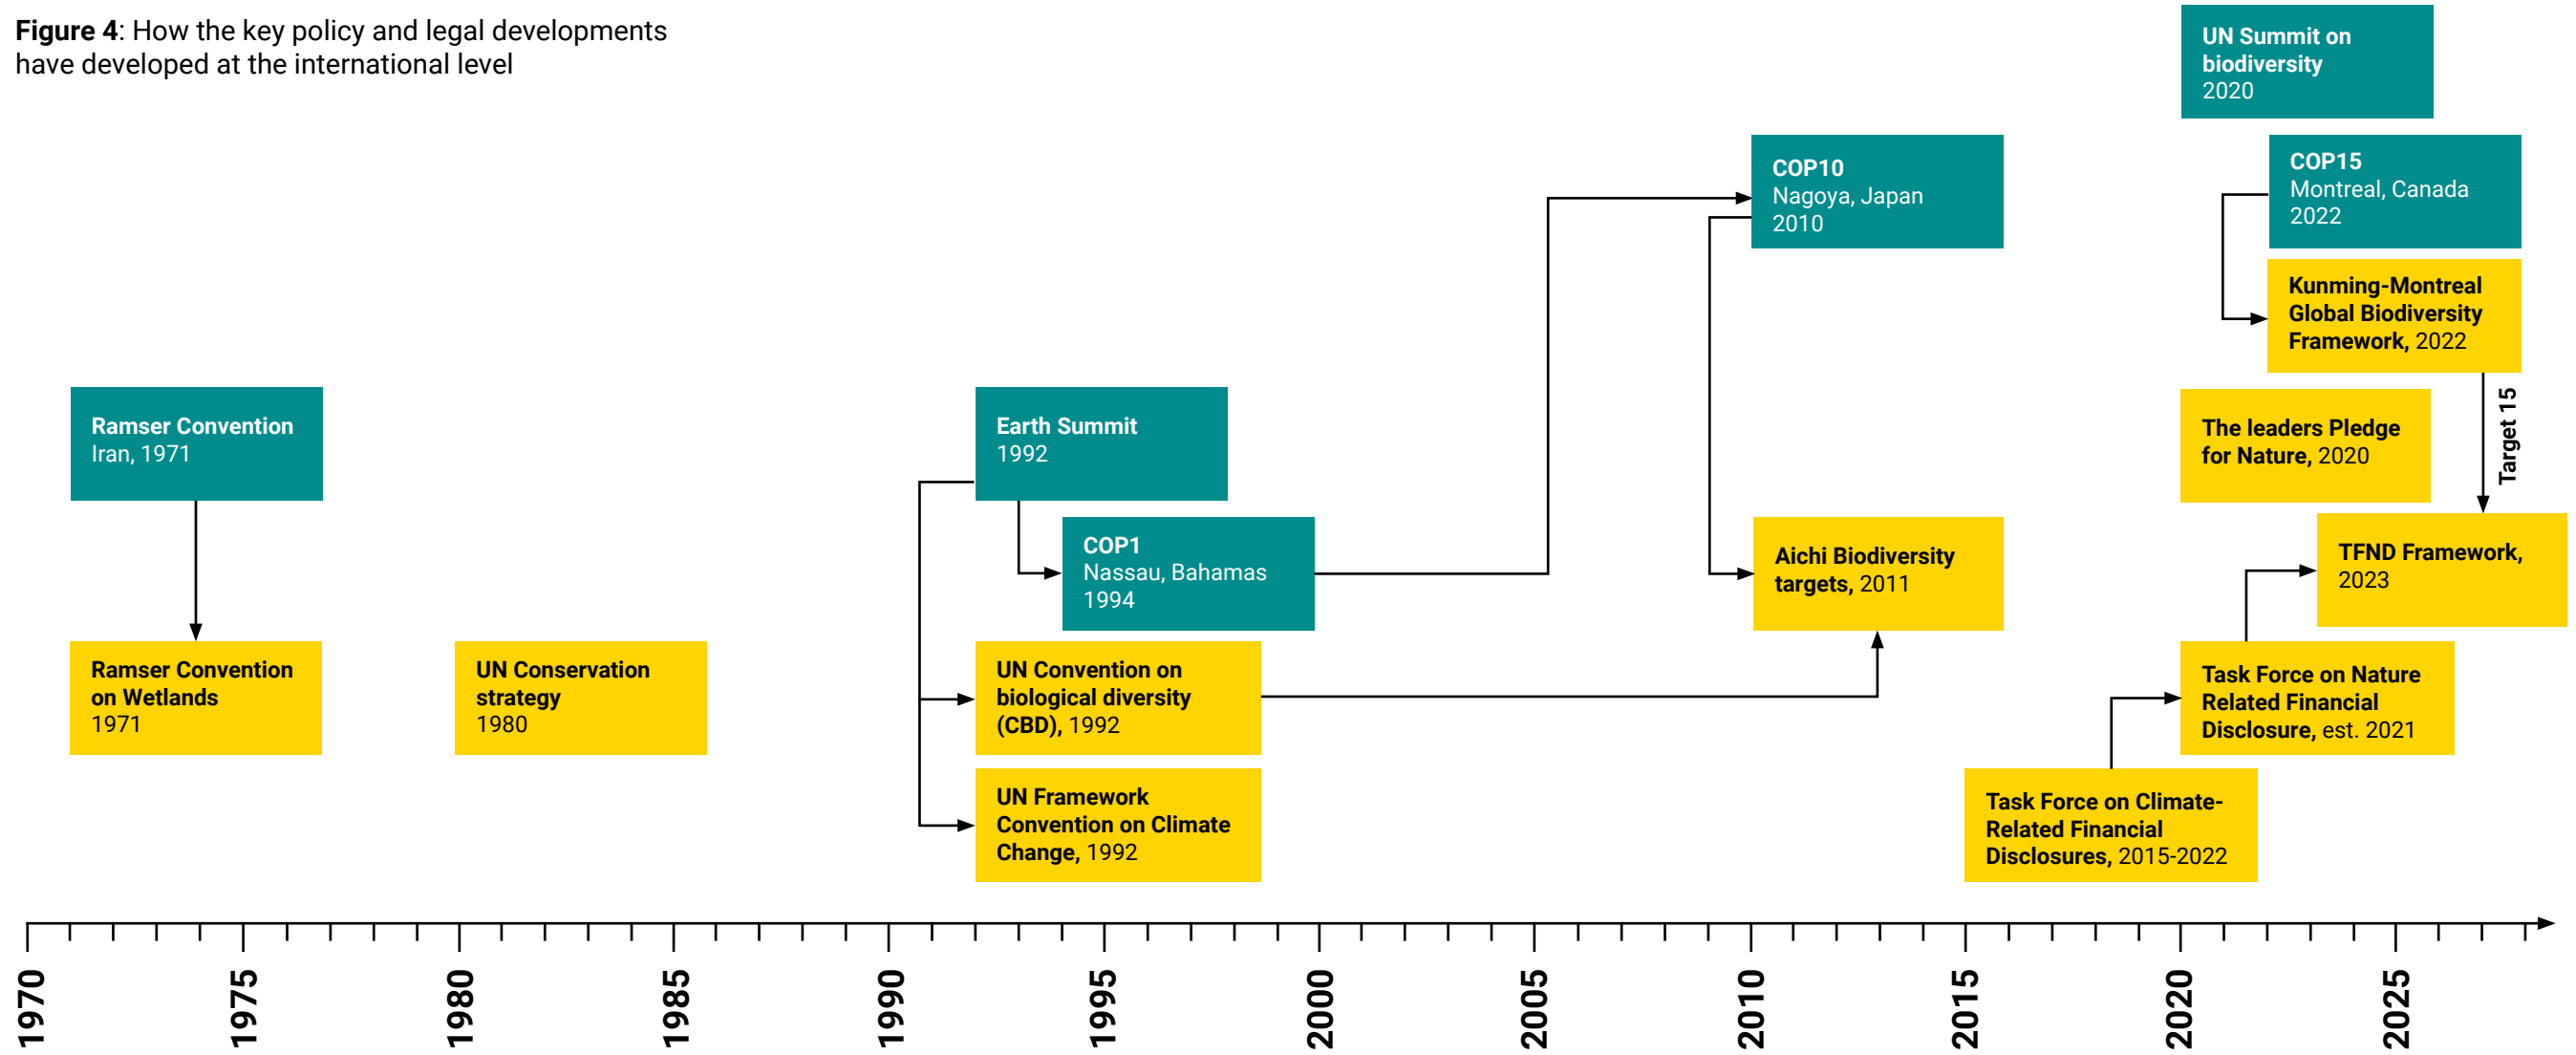 Figure 4: How the key policy and legal developments
have developed at the international level
UN Summit on
biodiversity
2020
COP10
Nagoya, Japan
2010
COP15
Montreal, Canada
2022
Kunming-Montreal
Global Biodiversity
Framework, 2022
Ramser Convention
Iran, 1971
Earth Summit
1992
The leaders Pledge
for Nature, 2020
Target 15
COP1
Nassau, Bahamas
1994
Aichi Biodiversity
targets, 2011
TFND Framework,
2023
Ramser Convention
on Wetlands
1971
UN Conservation
strategy
1980
UN Convention on
biological diversity
(CBD), 1992
Task Force on Nature
Related Financial
Disclosure, est. 2021
UN Framework
Convention on Climate
Change, 1992
Task Force on Climate-
Related Financial
Disclosures, 2015-2022
1970
1975
1980
1985
1990
1995
2000
2005
2010
2015
2020
2025